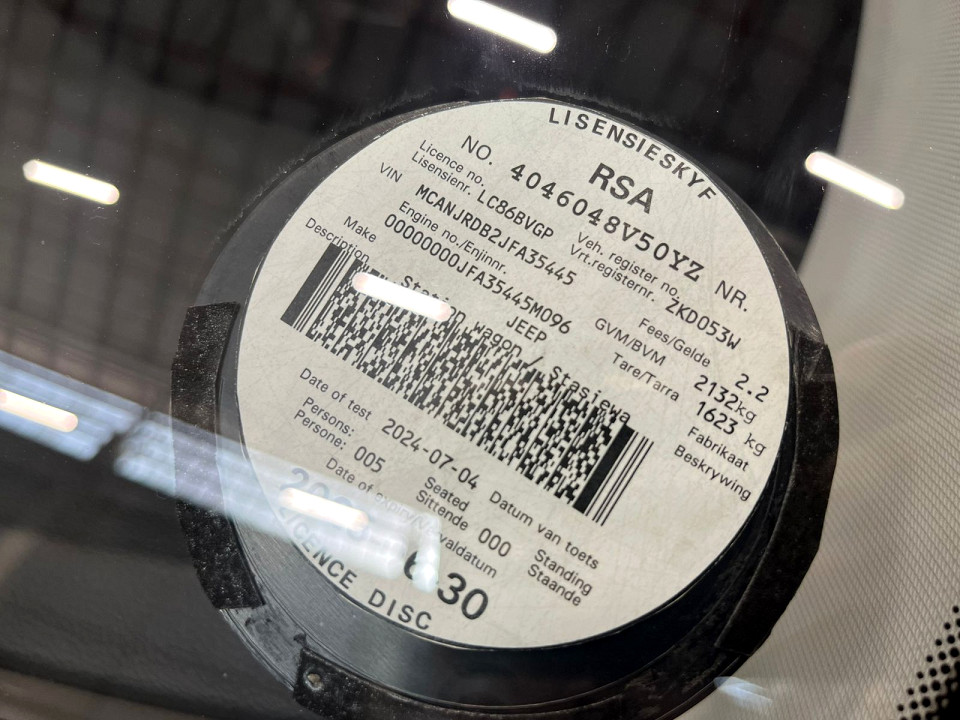 LISENSIESKYF
RSA
NO. 4046048V50YZ NR.
Licence no. Veh. register no.
Lisensienr. LC86BVGP Vrt.registernr. ZKD053W
VIN MCANJRDB2JFA35445 Fees/Gelde 2.2
Engine no./Enjinnr. GVM/BVM 2132kg
0000000JFA35445M096 Tare/Tarra 1623 kg
Make JEEP Fabrikaat
Description Station wagon/Stasiewa Beskrywing
Date of test 2024-07-04 Datum van toets
Persons: Seated Standing
Persone: 005 Sittende 000 Staande
Date of expiry/Vervaldatum
30
LICENCE DISC